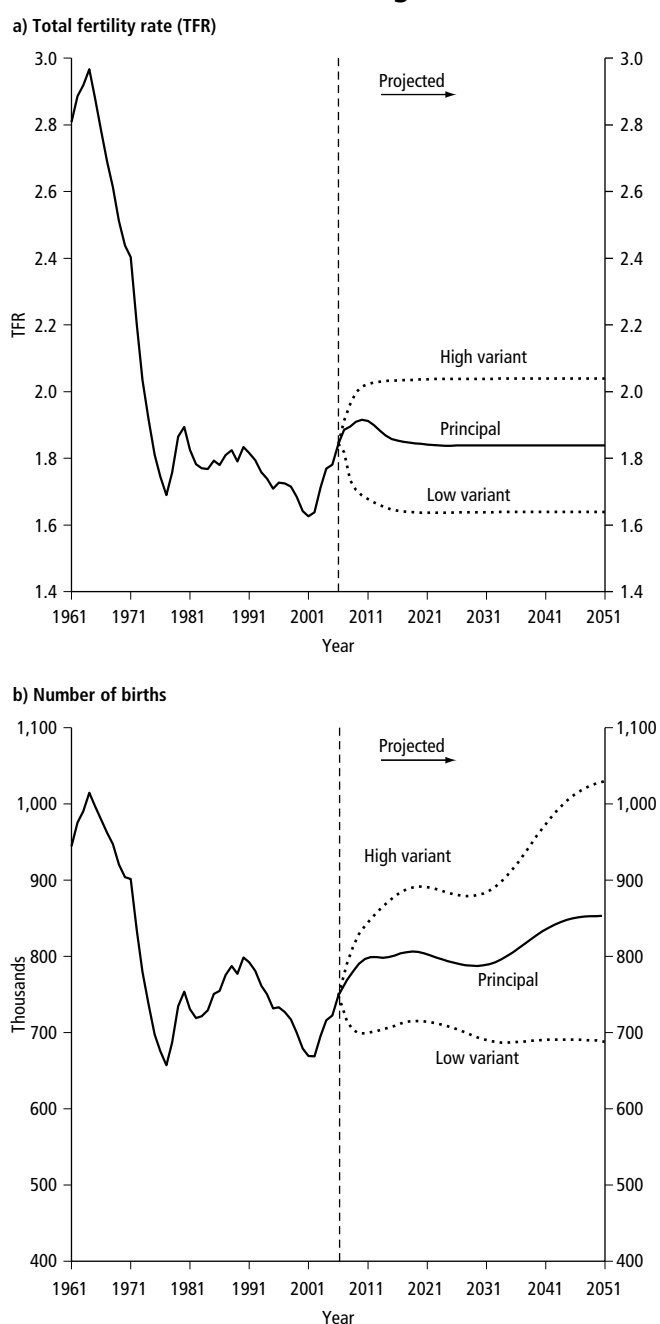 a) Total fertility rate (TFR)
3.0 3.0
Projected
2.8 2.8
2.6 2.6
2.4 2.4
TFR
2.2 2.2
High variant
2.0 2.0
Principal
1.8 1.8
Low variant
1.6 1.6
1.4 1.4
1961 1971 1981 1991 2001 2011 2021 2031 2041 2051
Year
b) Number of births
1,100 1,100
Projected
1,000 1,000
High variant
900 900
800 800
Principal
Thousands
700 700
Low variant
600 600
500 500
400 400
1961 1971 1981 1991 2001 2011 2021 2031 2041 2051
Year